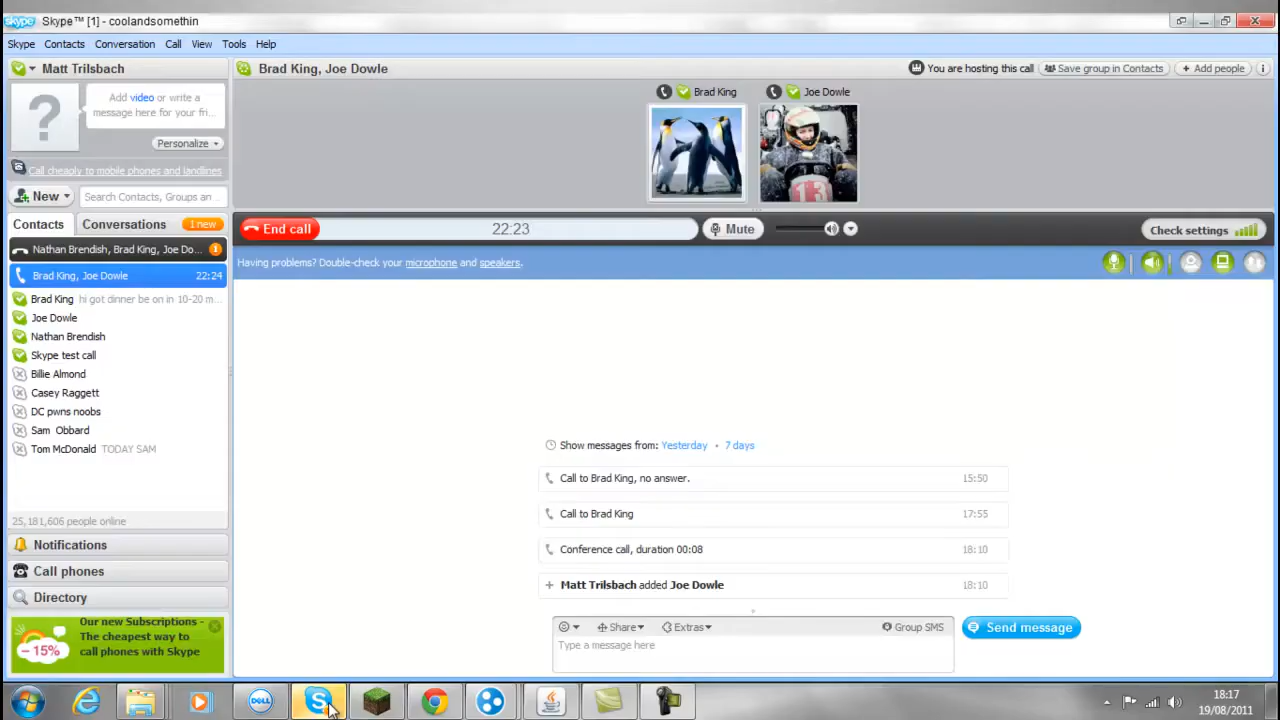 Skype™ [1] - coolandsomethin
Skype Contacts Conversation Call View Tools Help
Matt Trilsbach
Add video or write a
message here for your fri...
Personalize
Call cheaply to mobile phones and landlines
New
Search Contacts, Groups an ...
Contacts
Conversations
1 new
Nathan Brendish, Brad King, Joe Do...
Brad King, Joe Dowle 22:24
Brad King hi got dinner be on in 10-20 m...
Joe Dowle
Nathan Brendish
Skype test call
Billie Almond
Casey Raggett
DC pwns noobs
Sam Obbard
Tom McDonald TODAY SAM
25,181,606 people online
Notifications
Call phones
Directory
Our new Subscriptions -
The cheapest way to
call phones with Skype
- 15%
Brad King, Joe Dowle
You are hosting this call
Save group in Contacts
+ Add people
Brad King
Joe Dowle
13
End call
22:23
Mute
Check settings
Having problems? Double-check your microphone and speakers.
Show messages from: Yesterday • 7 days
Call to Brad King, no answer. 15:50
Call to Brad King 17:55
Conference call, duration 00:08 18:10
Matt Trilsbach added Joe Dowle 18:10
Share
Extras
Group SMS
Type a message here
Send message
DELL
18:17
19/08/2011